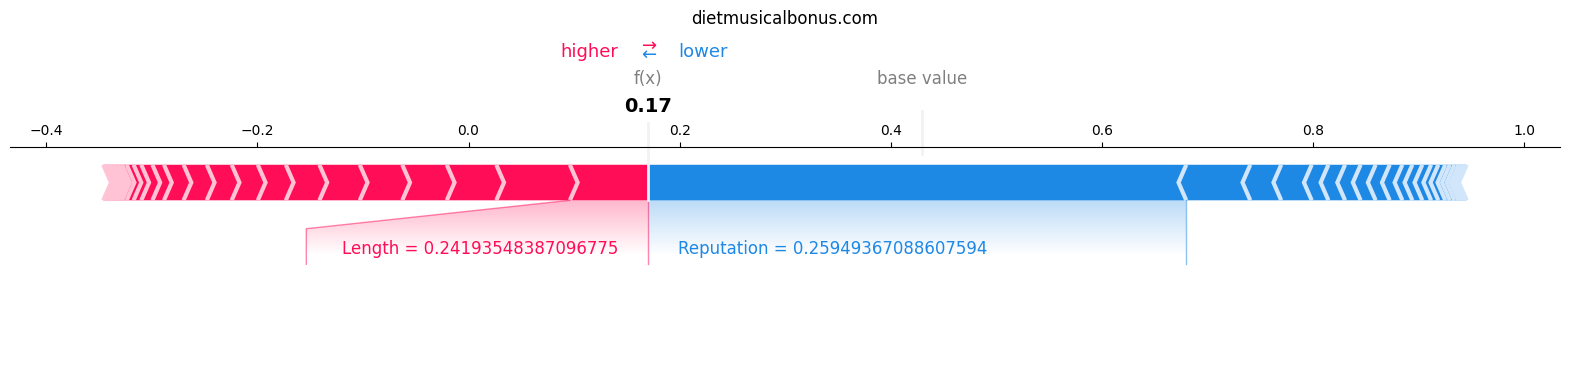 dietmusicalbonus.com
higher → ← lower
f(x) base value
0.17
−0.4 −0.2 0.0 0.2 0.4 0.6 0.8 1.0
Length = 0.24193548387096775 Reputation = 0.25949367088607594